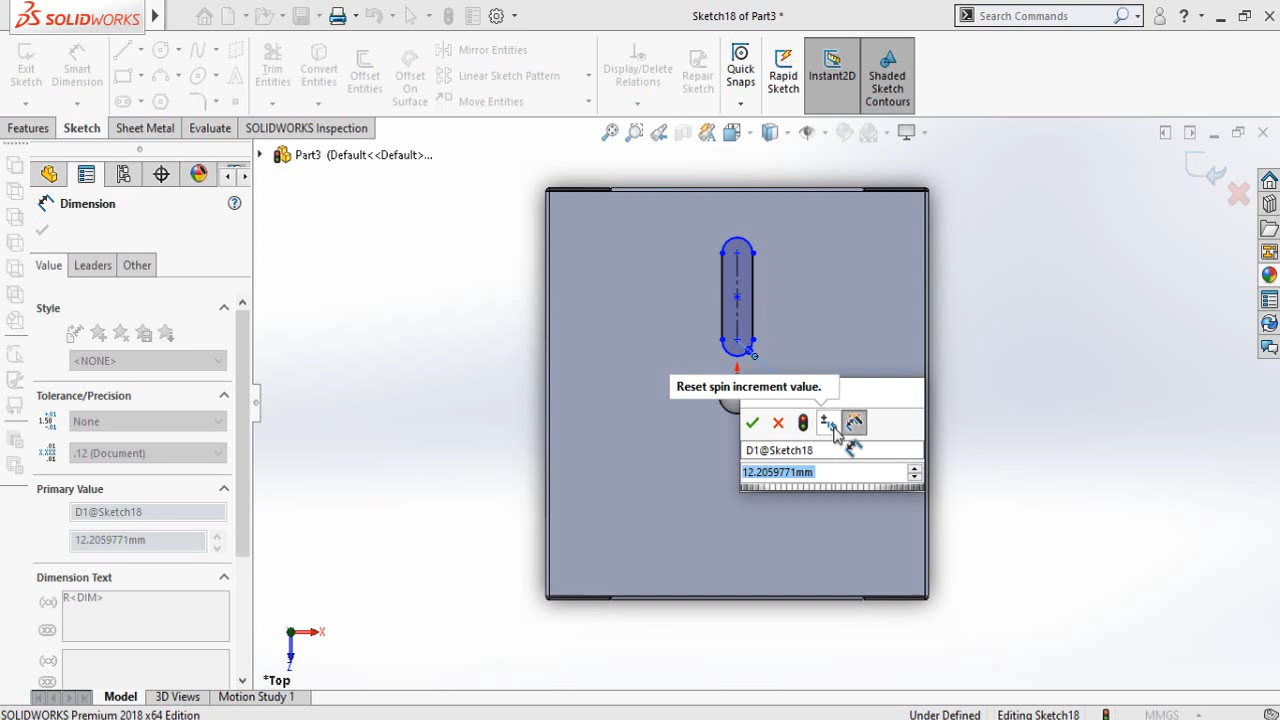 SOLIDWORKS
Sketch18 of Part3 *
Search Commands
?
Exit Sketch
Smart Dimension
Trim Entities
Convert Entities
Offset Entities
Offset On Surface
Mirror Entities
Linear Sketch Pattern
Move Entities
Display/Delete Relations
Repair Sketch
Quick Snaps
Rapid Sketch
Instant2D
Shaded Sketch Contours
Features
Sketch
Sheet Metal
Evaluate
SOLIDWORKS Inspection
Part3 (Default<<Default>...
Dimension
Value
Leaders
Other
Style
<NONE>
Tolerance/Precision
None
.12 (Document)
Primary Value
D1@Sketch18
12.2059771mm
Dimension Text
R<DIM>
Reset spin increment value.
D1@Sketch18
12.2059771mm
X
Z
*Top
Model
3D Views
Motion Study 1
SOLIDWORKS Premium 2018 x64 Edition
Under Defined
Editing Sketch18
MMGS